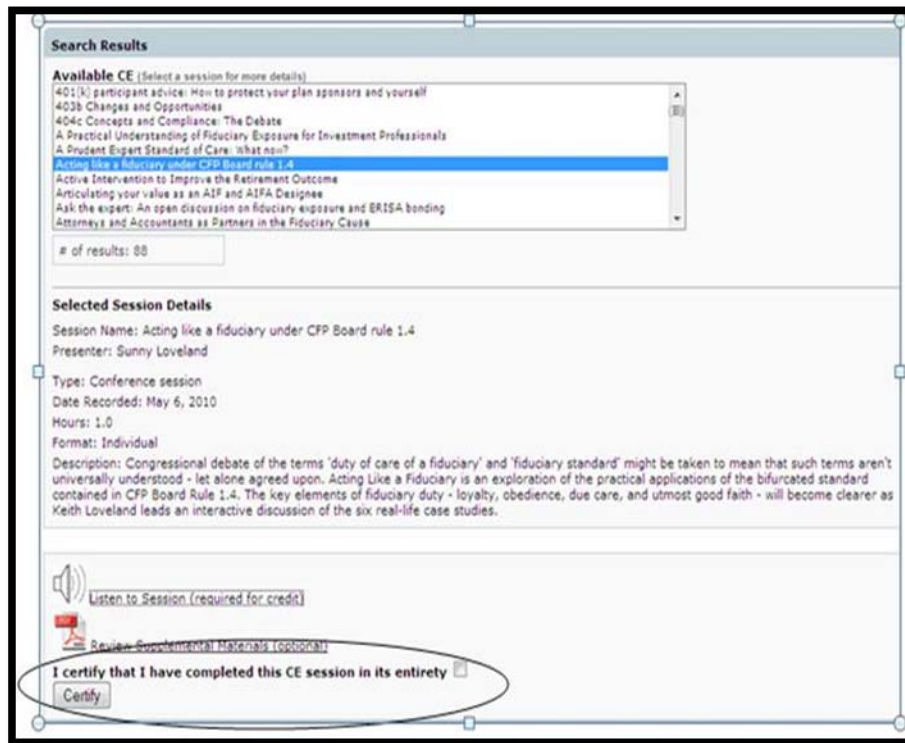 Search Results
Available CE (Select a session for more details)
401(k) participant advice: How to protect your plan sponsors and yourself
403b Changes and Opportunities
404c Concepts and Compliance: The Debate
A Practical Understanding of Fiduciary Exposure for Investment Professionals
A Prudent Expert Standard of Care: What now?
Acting like a fiduciary under CFP Board rule 1.4
Active Intervention to Improve the Retirement Outcome
Articulating your value as an AIF and AIFA Designee
Ask the expert: An open discussion on fiduciary exposure and ERISA bonding
Attorneys and Accountants as Partners in the Fiduciary Cause
# of results: 88
Selected Session Details
Session Name: Acting like a fiduciary under CFP Board rule 1.4
Presenter: Sunny Loveland
Type: Conference session
Date Recorded: May 6, 2010
Hours: 1.0
Format: Individual
Description: Congressional debate of the terms 'duty of care of a fiduciary' and 'fiduciary standard' might be taken to mean that such terms aren't
universally understood - let alone agreed upon. Acting Like a Fiduciary is an exploration of the practical applications of the bifurcated standard
contained in CFP Board Rule 1.4. The key elements of fiduciary duty - loyalty, obedience, due care, and utmost good faith - will become clearer as
Keith Loveland leads an interactive discussion of the six real-life case studies.
Listen to Session (required for credit)
Review Supplemental Materials (optional)
I certify that I have completed this CE session in its entirety
Certify